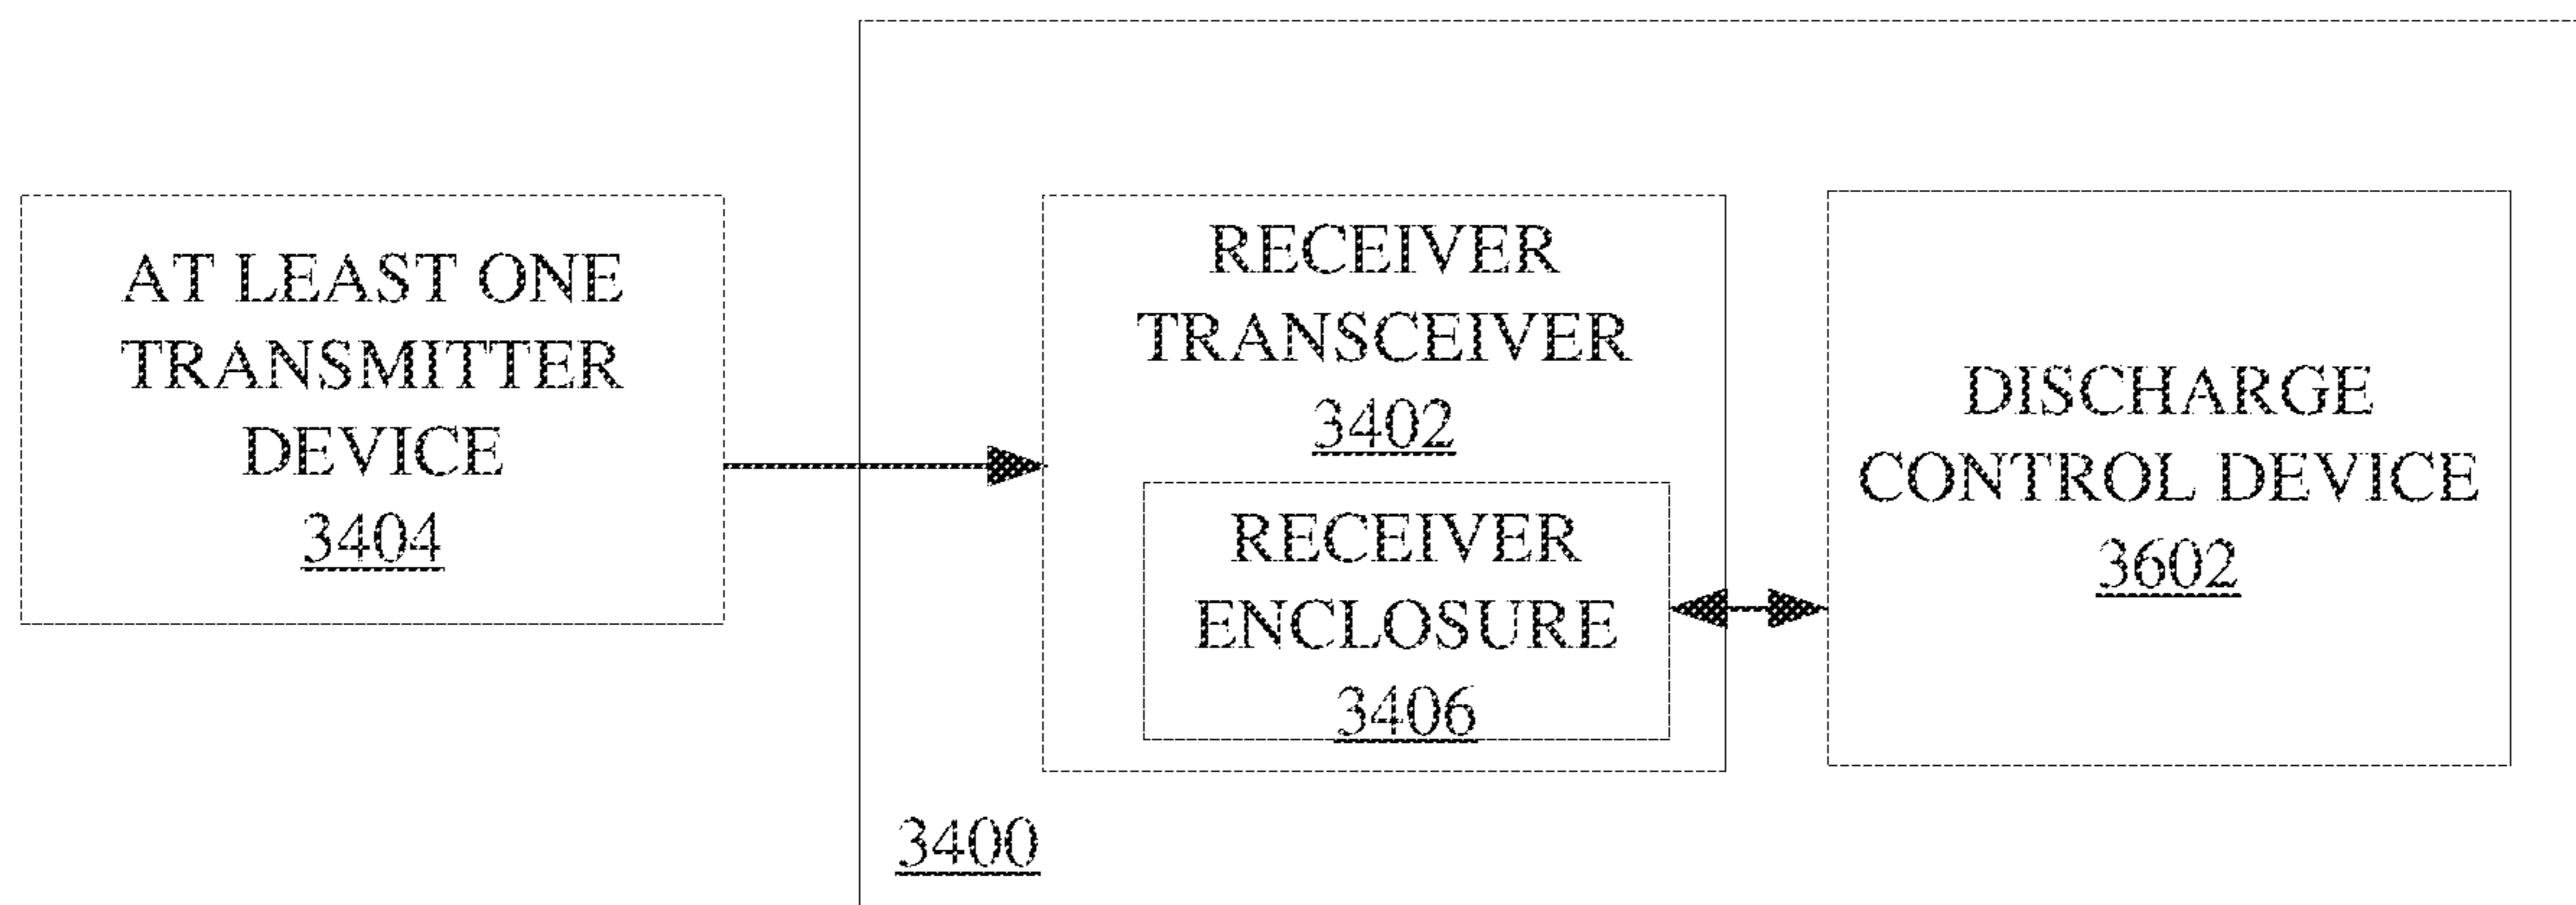 AT LEAST ONE
TRANSMITTER
DEVICE
3404
RECEIVER
TRANSCEIVER
3402
RECEIVER
ENCLOSURE
3406
DISCHARGE
CONTROL DEVICE
3602
3400